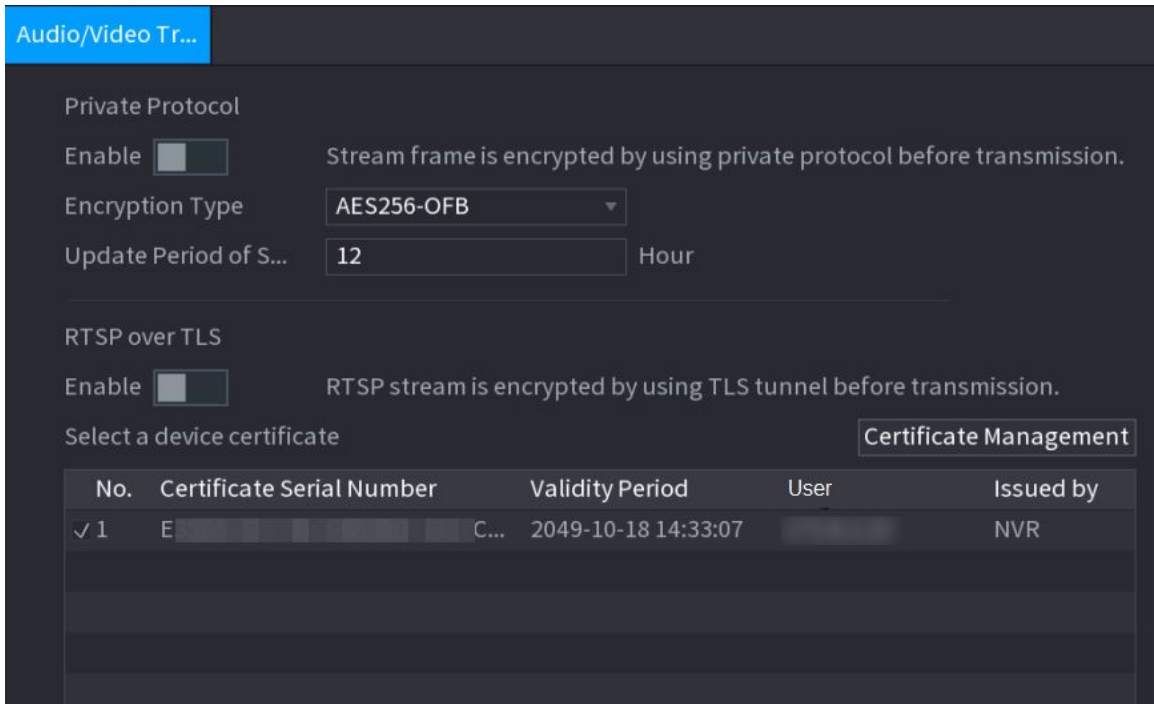 Audio/Video Tr...
Private Protocol
Enable Stream frame is encrypted by using private protocol before transmission.
Encryption Type AES256-OFB
Update Period of S... 12 Hour
RTSP over TLS
Enable RTSP stream is encrypted by using TLS tunnel before transmission.
Select a device certificate Certificate Management
No. Certificate Serial Number Validity Period User Issued by
1 E C... 2049-10-18 14:33:07 NVR